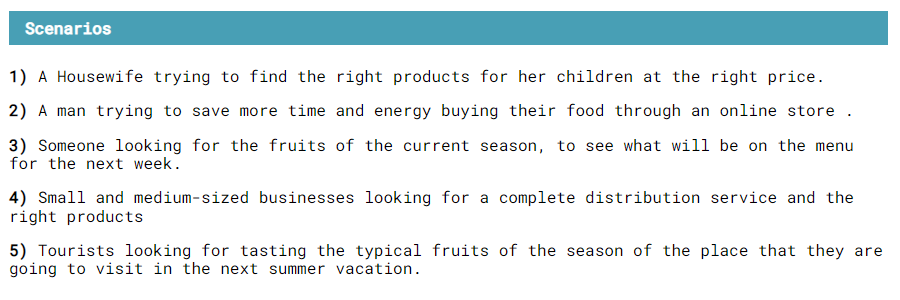 Scenarios
1) A Housewife trying to find the right products for her children at the right price.
2) A man trying to save more time and energy buying their food through an online store .
3) Someone looking for the fruits of the current season, to see what will be on the menu
for the next week.
4) Small and medium-sized businesses looking for a complete distribution service and the
right products
5) Tourists looking for tasting the typical fruits of the season of the place that they are
going to visit in the next summer vacation.